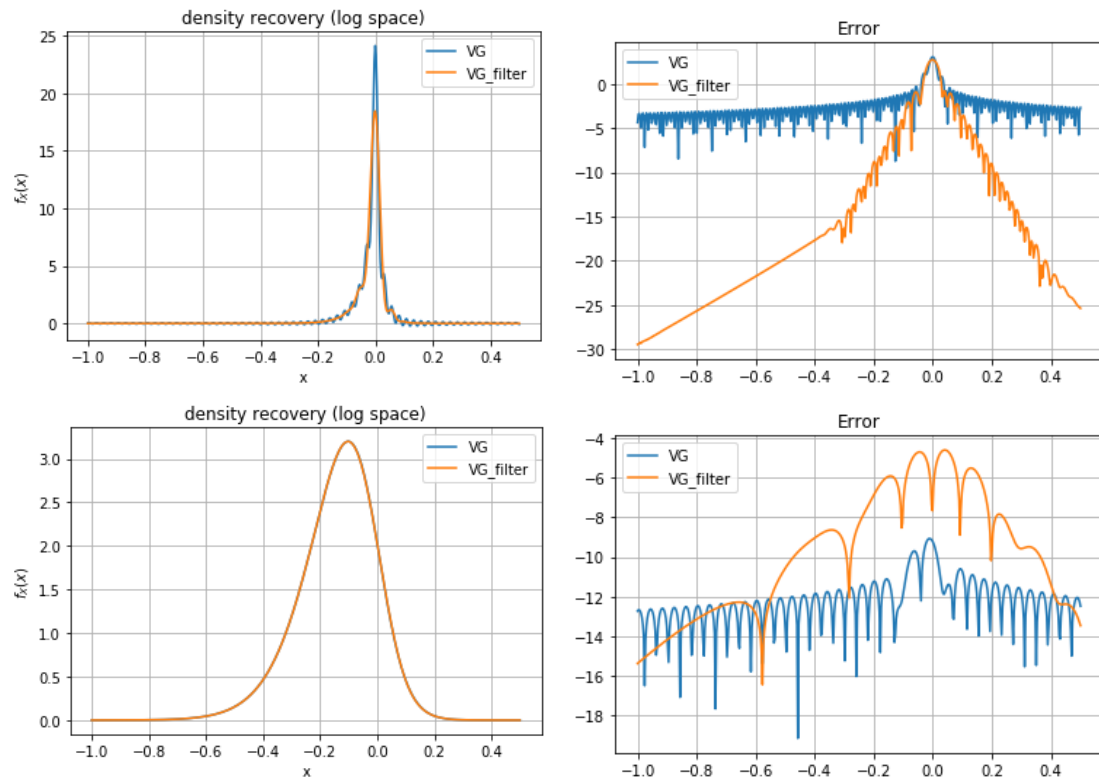 density recovery (log space)
25
20
15
10
5
0
f_X(x)
VG
VG_filter
−1.0 −0.8 −0.6 −0.4 −0.2 0.0 0.2 0.4
x
Error
0
−5
−10
−15
−20
−25
−30
VG
VG_filter
−1.0 −0.8 −0.6 −0.4 −0.2 0.0 0.2 0.4
density recovery (log space)
3.0
2.5
2.0
1.5
1.0
0.5
0.0
f_X(x)
VG
VG_filter
−1.0 −0.8 −0.6 −0.4 −0.2 0.0 0.2 0.4
x
Error
−4
−6
−8
−10
−12
−14
−16
−18
VG
VG_filter
−1.0 −0.8 −0.6 −0.4 −0.2 0.0 0.2 0.4